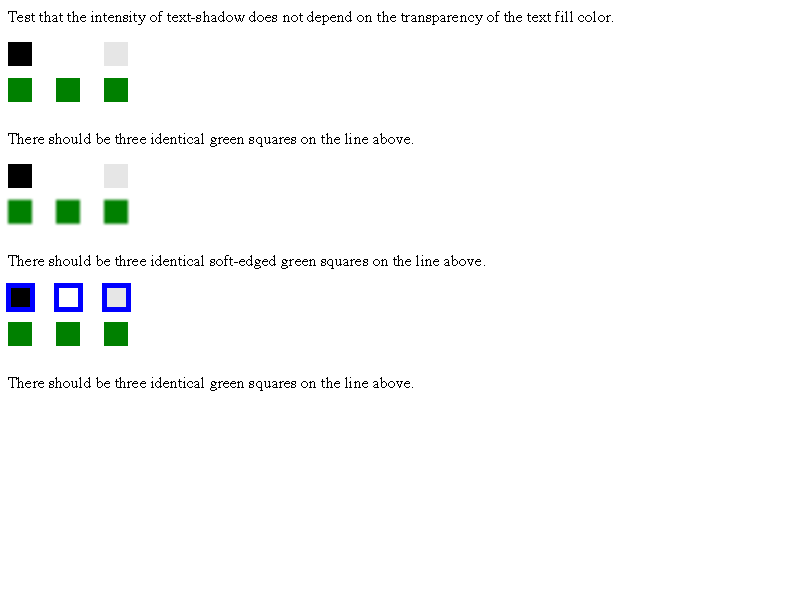 Test that the intensity of text-shadow does not depend on the transparency of the text fill color.
There should be three identical green squares on the line above.
There should be three identical soft-edged green squares on the line above.
There should be three identical green squares on the line above.